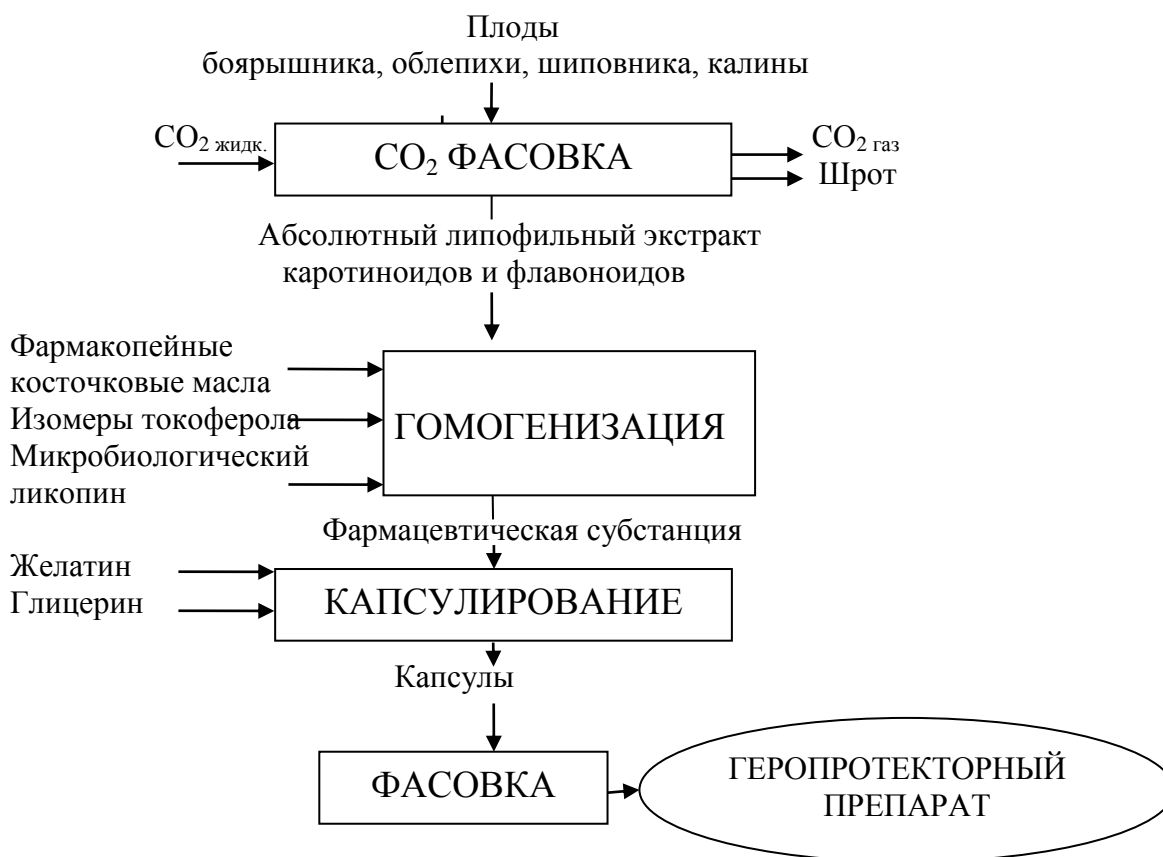 Плоды
боярышника, облепихи, шиповника, калины
CO2 жидк.
CO2 ФАСОВКА
CO2 газ
Шрот
Абсолютный липофильный экстракт
каротиноидов и флавоноидов
Фармакопейные
косточковые масла
Изомеры токоферола
Микробиологический
ликопин
ГОМОГЕНИЗАЦИЯ
Фармацевтическая субстанция
Желатин
Глицерин
КАПСУЛИРОВАНИЕ
Капсулы
ФАСОВКА
ГЕРОПРОТЕКТОРНЫЙ
ПРЕПАРАТ